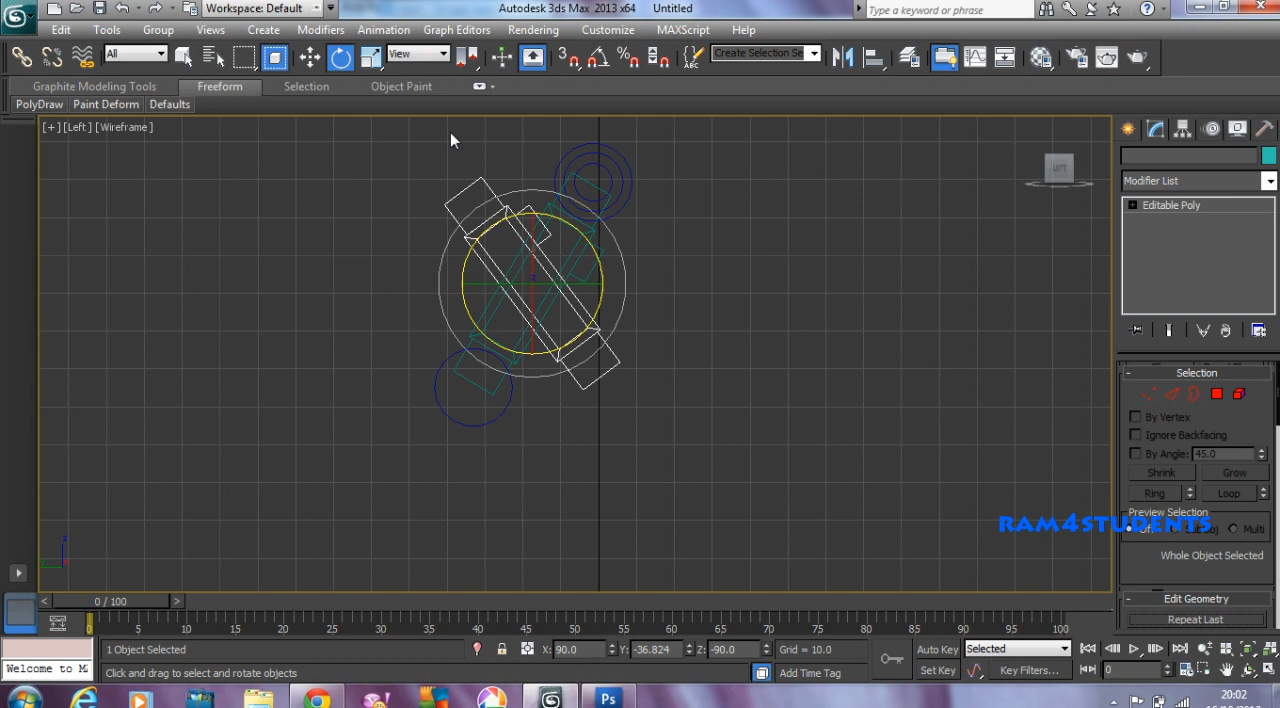 Workspace: Default
Autodesk 3ds Max 2013 x64 Untitled
Type a keyword or phrase
Edit Tools Group Views Create Modifiers Animation Graph Editors Rendering Customize MAXScript Help
All
View
3
ABC
Create Selection Se
Graphite Modeling Tools Freeform Selection Object Paint
PolyDraw Paint Deform Defaults
[+] [Left] [Wireframe]
LEFT
Modifier List
Editable Poly
Selection
By Vertex
Ignore Backfacing
By Angle: 45.0
Shrink Grow
Ring Loop
Preview Selection
RAM4STUDENTS
Multi
Whole Object Selected
Edit Geometry
Repeat Last
z
0 / 100
0 5 10 15 20 25 30 35 40 45 50 55 60 65 70 75 80 85 90 95 100
1 Object Selected X: 90.0 Y: -36.824 Z: -90.0 Grid = 10.0 Auto Key Selected
Welcome to M Click and drag to select and rotate objects Add Time Tag Set Key Key Filters... 0
Ps
20:02